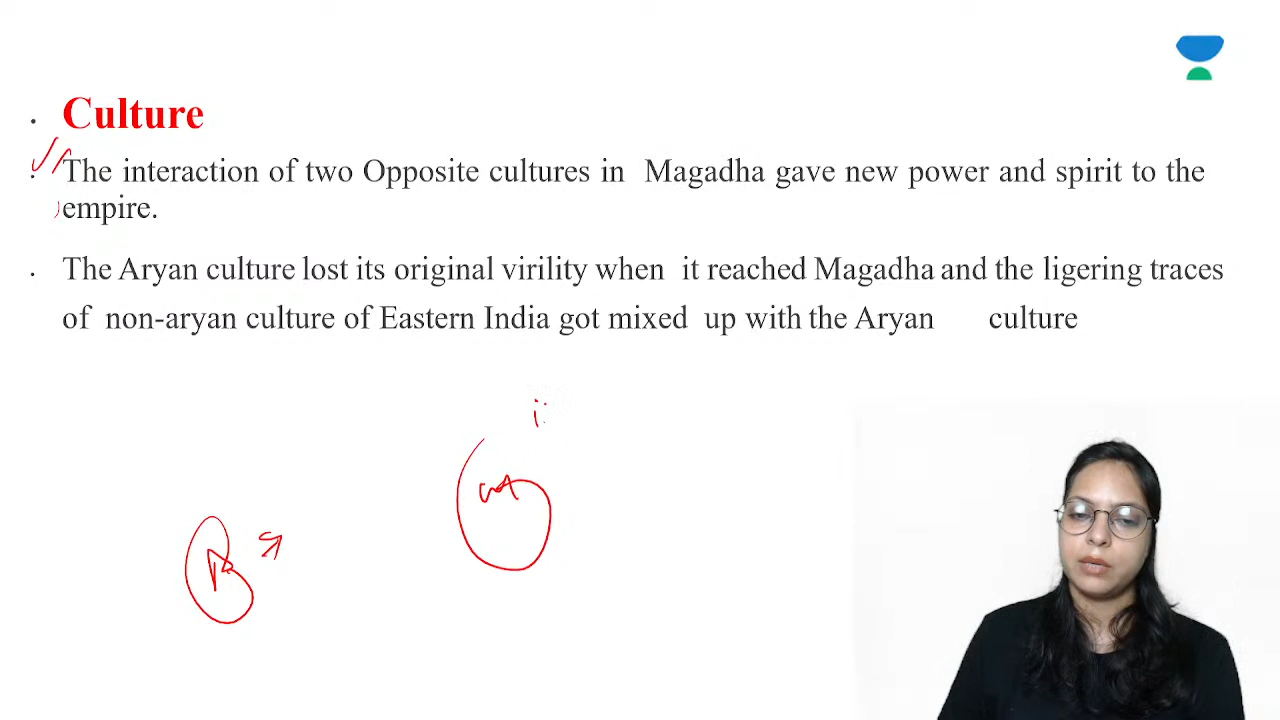 Culture
The interaction of two Opposite cultures in Magadha gave new power and spirit to the
empire.
The Aryan culture lost its original virility when it reached Magadha and the ligering traces
of non-aryan culture of Eastern India got mixed up with the Aryan culture